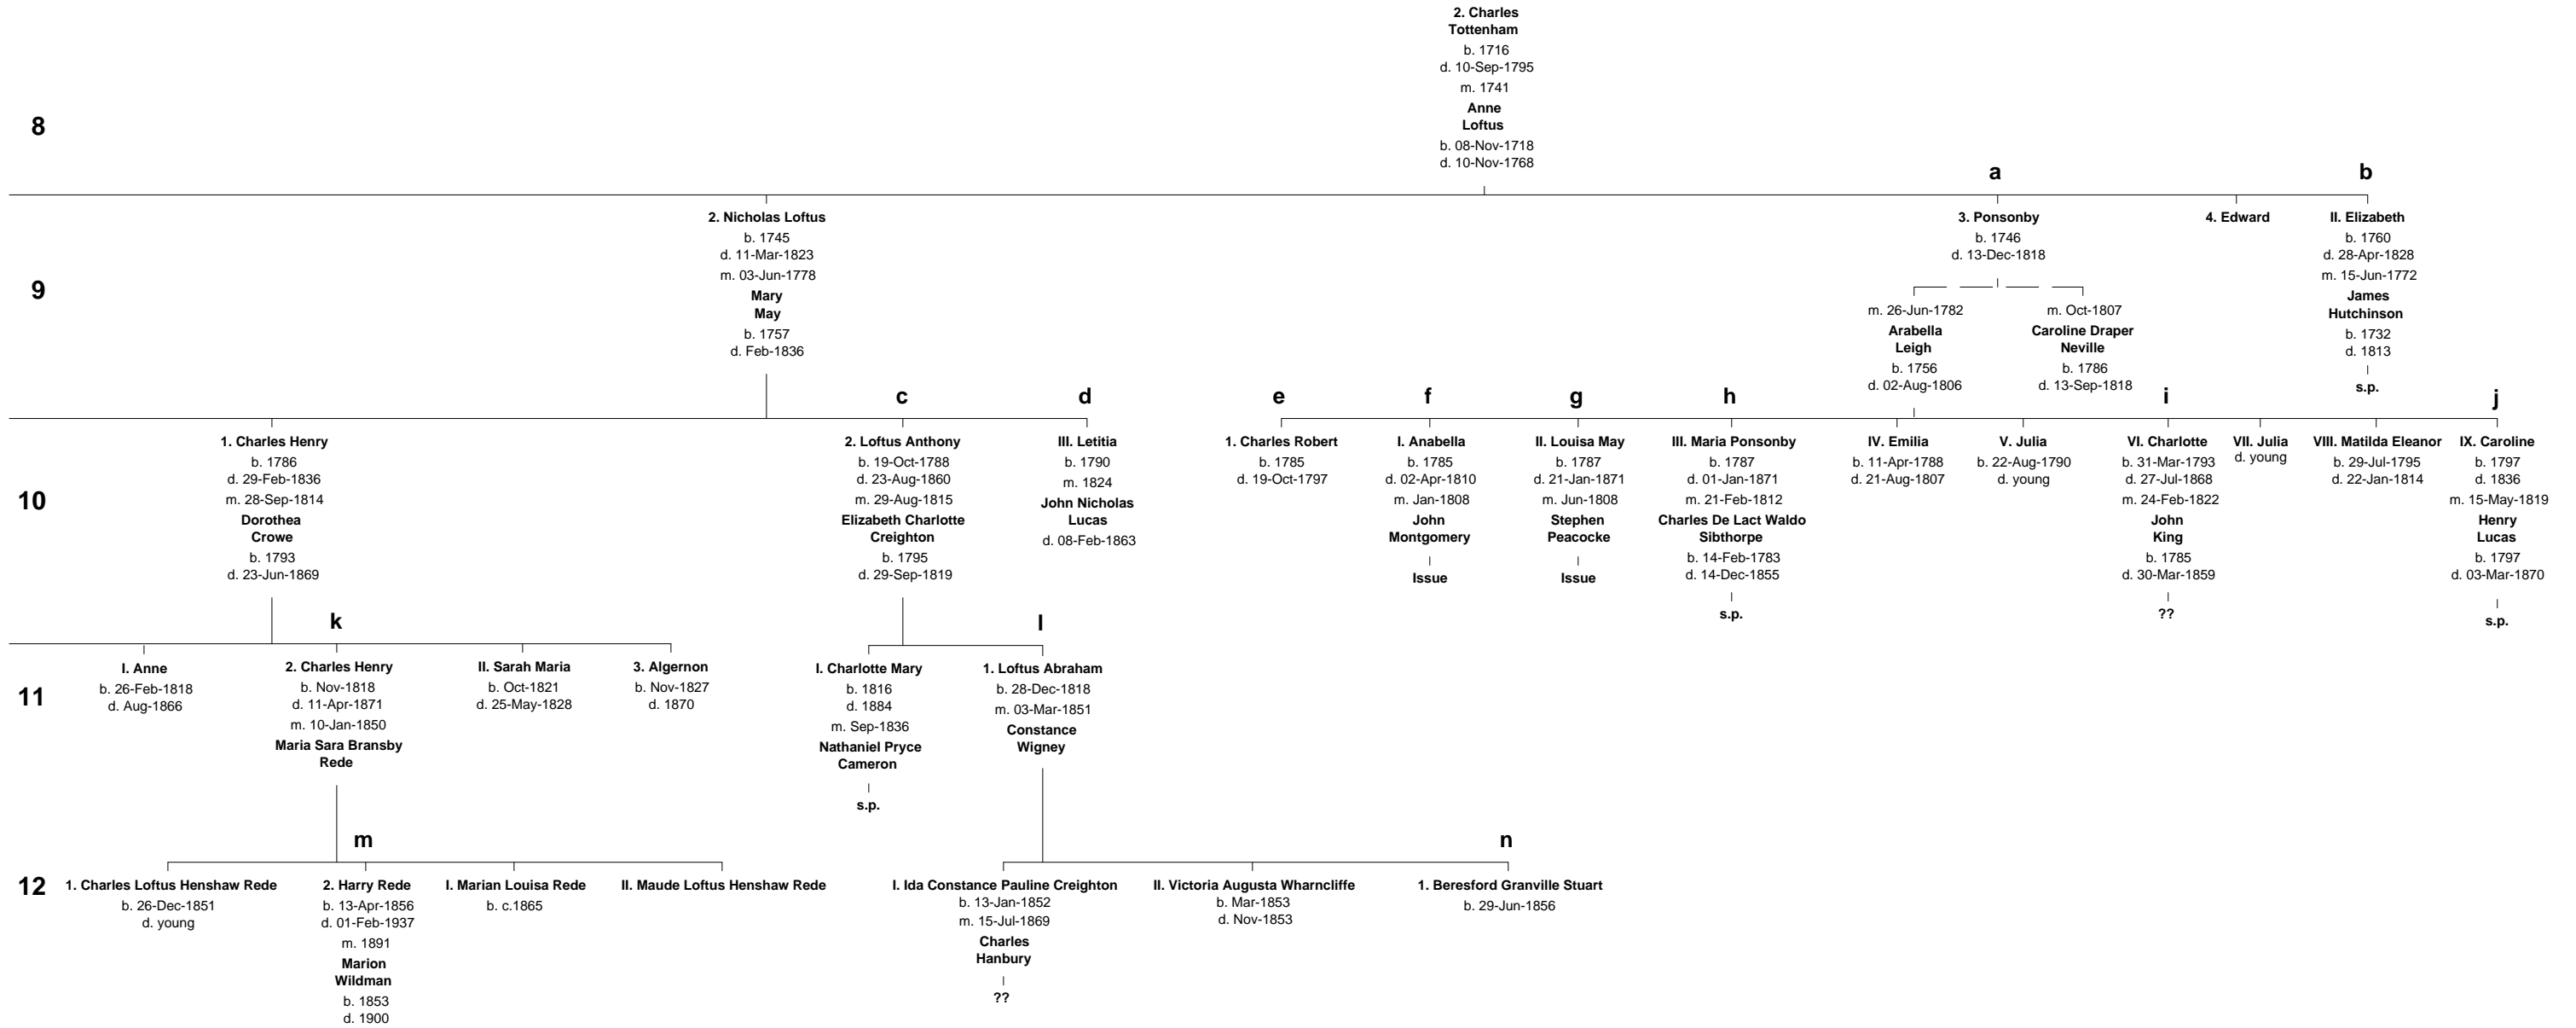 2. Charles
Tottenham
b. 1716
d. 10-Sep-1795
m. 1741
Anne
Loftus
b. 08-Nov-1718
d. 10-Nov-1768
8
a
b
2. Nicholas Loftus
b. 1745
d. 11-Mar-1823
m. 03-Jun-1778
Mary
May
b. 1757
d. Feb-1836
3. Ponsonby
b. 1746
d. 13-Dec-1818
m. 26-Jun-1782
Arabella
Leigh
b. 1756
d. 02-Aug-1806
m. Oct-1807
Caroline Draper
Neville
b. 1786
d. 13-Sep-1818
4. Edward
II. Elizabeth
b. 1760
d. 28-Apr-1828
m. 15-Jun-1772
James
Hutchinson
b. 1732
d. 1813
s.p.
9
c
d
e
f
g
h
i
j
1. Charles Henry
b. 1786
d. 29-Feb-1836
m. 28-Sep-1814
Dorothea
Crowe
b. 1793
d. 23-Jun-1869
2. Loftus Anthony
b. 19-Oct-1788
d. 23-Aug-1860
m. 29-Aug-1815
Elizabeth Charlotte
Creighton
b. 1795
d. 29-Sep-1819
III. Letitia
b. 1790
m. 1824
John Nicholas
Lucas
d. 08-Feb-1863
1. Charles Robert
b. 1785
d. 19-Oct-1797
I. Anabella
b. 1785
d. 02-Apr-1810
m. Jan-1808
John
Montgomery
Issue
II. Louisa May
b. 1787
d. 21-Jan-1871
m. Jun-1808
Stephen
Peacocke
Issue
III. Maria Ponsonby
b. 1787
d. 01-Jan-1871
m. 21-Feb-1812
Charles De Lact Waldo
Sibthorpe
b. 14-Feb-1783
d. 14-Dec-1855
s.p.
IV. Emilia
b. 11-Apr-1788
d. 21-Aug-1807
V. Julia
b. 22-Aug-1790
d. young
VI. Charlotte
b. 31-Mar-1793
d. 27-Jul-1868
m. 24-Feb-1822
John
King
b. 1785
d. 30-Mar-1859
??
VII. Julia
d. young
VIII. Matilda Eleanor
b. 29-Jul-1795
d. 22-Jan-1814
IX. Caroline
b. 1797
d. 1836
m. 15-May-1819
Henry
Lucas
b. 1797
d. 03-Mar-1870
s.p.
10
k
l
I. Anne
b. 26-Feb-1818
d. Aug-1866
2. Charles Henry
b. Nov-1818
d. 11-Apr-1871
m. 10-Jan-1850
Maria Sara Bransby
Rede
II. Sarah Maria
b. Oct-1821
d. 25-May-1828
3. Algernon
b. Nov-1827
d. 1870
I. Charlotte Mary
b. 1816
d. 1884
m. Sep-1836
Nathaniel Pryce
Cameron
s.p.
1. Loftus Abraham
b. 28-Dec-1818
m. 03-Mar-1851
Constance
Wigney
11
m
n
12
1. Charles Loftus Henshaw Rede
b. 26-Dec-1851
d. young
2. Harry Rede
b. 13-Apr-1856
d. 01-Feb-1937
m. 1891
Marion
Wildman
b. 1853
d. 1900
I. Marian Louisa Rede
b. c.1865
II. Maude Loftus Henshaw Rede
I. Ida Constance Pauline Creighton
b. 13-Jan-1852
m. 15-Jul-1869
Charles
Hanbury
??
II. Victoria Augusta Wharncliffe
b. Mar-1853
d. Nov-1853
1. Beresford Granville Stuart
b. 29-Jun-1856